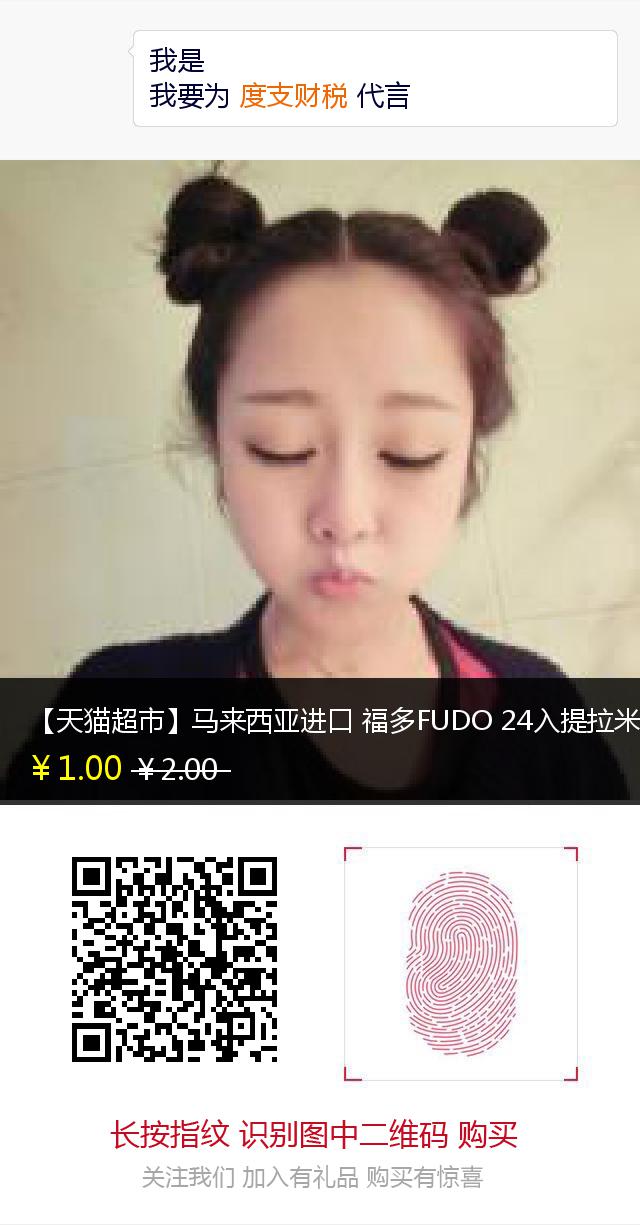 我是
我要为 度支财税 代言
【天猫超市】马来西亚进口 福多FUDO 24入提拉米
￥1.00 ￥2.00
长按指纹 识别图中二维码 购买
关注我们 加入有礼品 购买有惊喜